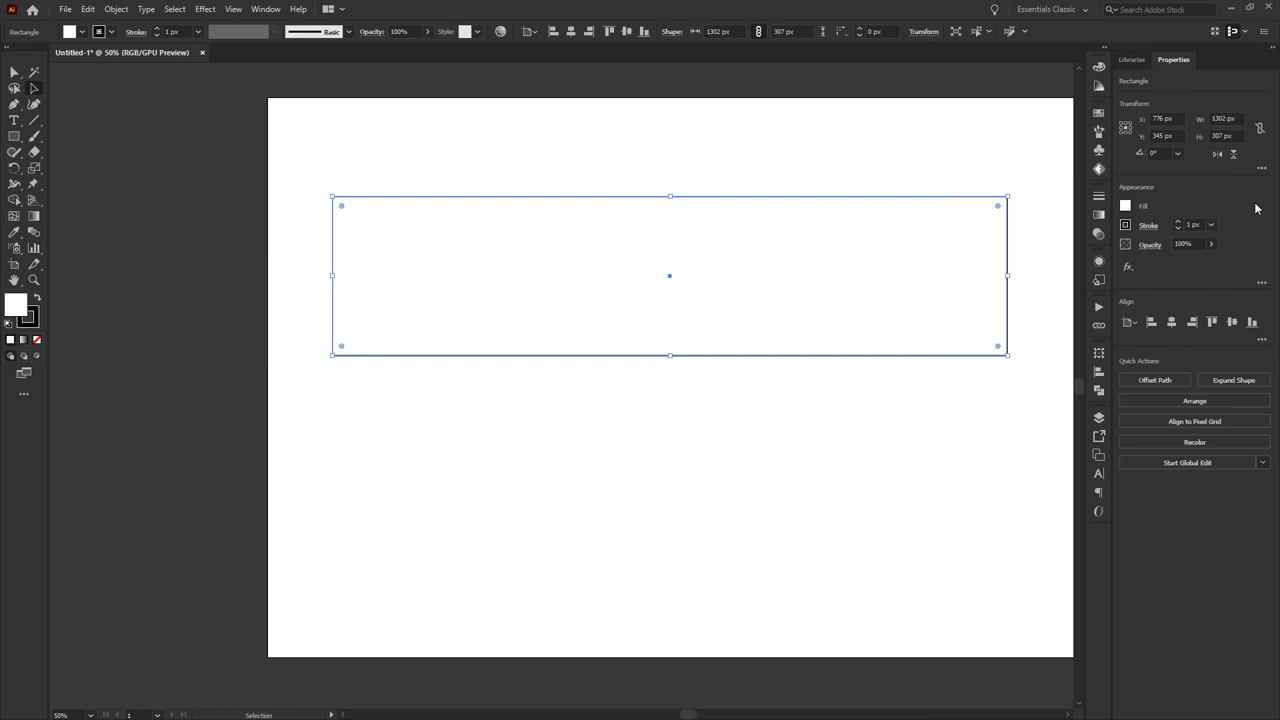 Ai File Edit Object Type Select Effect View Window Help Essentials Classic Search Adobe Stock
Rectangle Stroke: 1 px Basic Opacity: 100% Style: Shape: 1302 px 307 px 0 px Transform
Untitled-1* @ 50% (RGB/GPU Preview) ×
Libraries Properties
Rectangle
Transform
X: 776 px W: 1302 px
Y: 345 px H: 307 px
0°
Appearance
Fill
Stroke 1 px
Opacity 100%
fx.
Align
Quick Actions
Offset Path Expand Shape
Arrange
Align to Pixel Grid
Recolor
Start Global Edit
50% 1 Selection